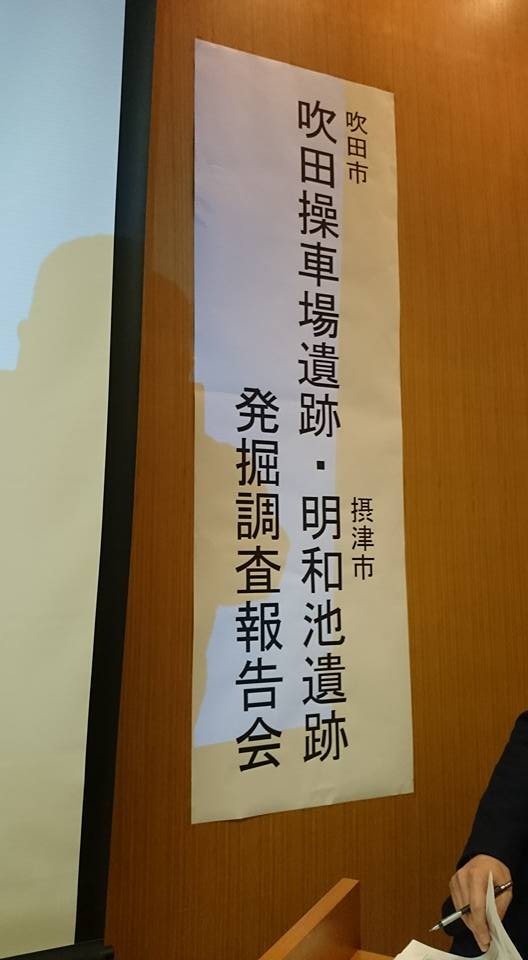 吹田市
吹田操車場遺跡・明和池遺跡
摂津市
発掘調査報告会